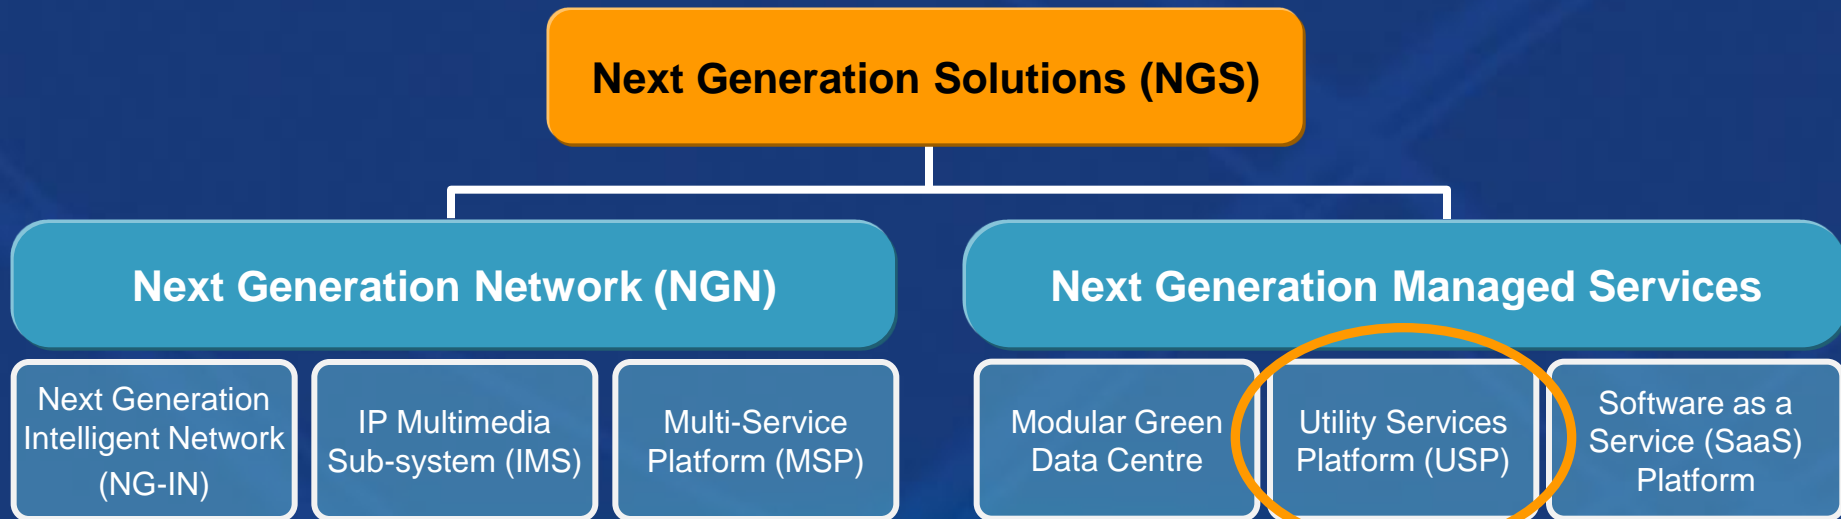 Next Generation Solutions (NGS)
Next Generation Network (NGN)
Next Generation Managed Services
Next Generation
Intelligent Network
(NG-IN)
IP Multimedia
Sub-system (IMS)
Multi-Service
Platform (MSP)
Modular Green
Data Centre
Utility Services
Platform (USP)
Software as a
Service (SaaS)
Platform